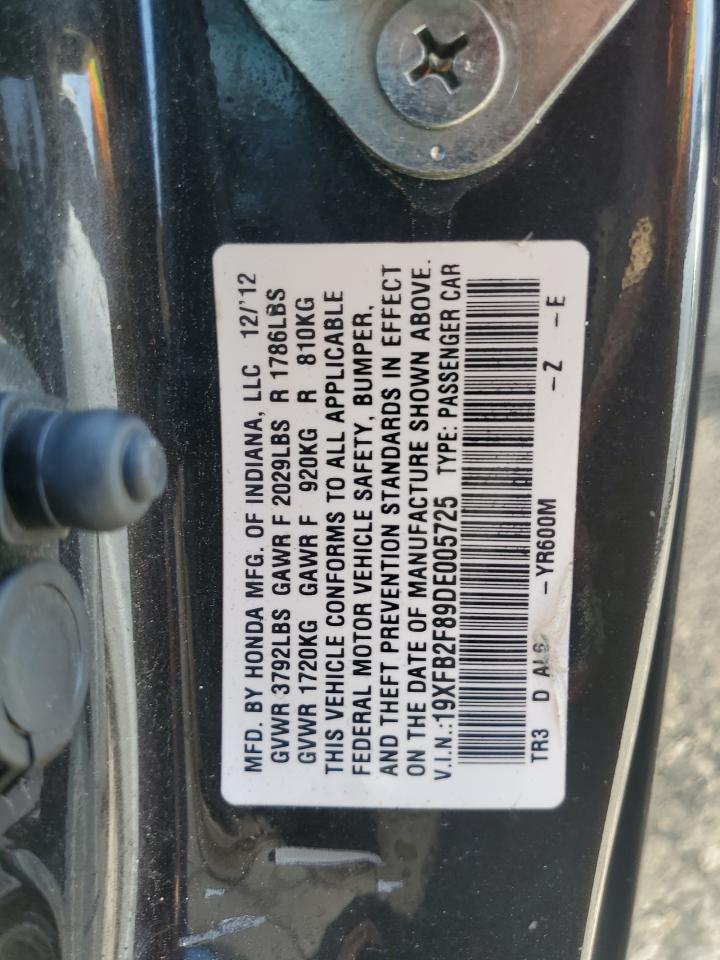 MFD. BY HONDA MFG. OF INDIANA, LLC 12/'12
GVWR 3792LBS GAWR F 2029LBS R 1786LBS
GVWR 1720KG GAWR F 920KG R 810KG
THIS VEHICLE CONFORMS TO ALL APPLICABLE
FEDERAL MOTOR VEHICLE SAFETY, BUMPER,
AND THEFT PREVENTION STANDARDS IN EFFECT
ON THE DATE OF MANUFACTURE SHOWN ABOVE.
V.I.N.:19XFB2F89DE005725 TYPE: PASSENGER CAR
TR3 D -YR600M -Z -E